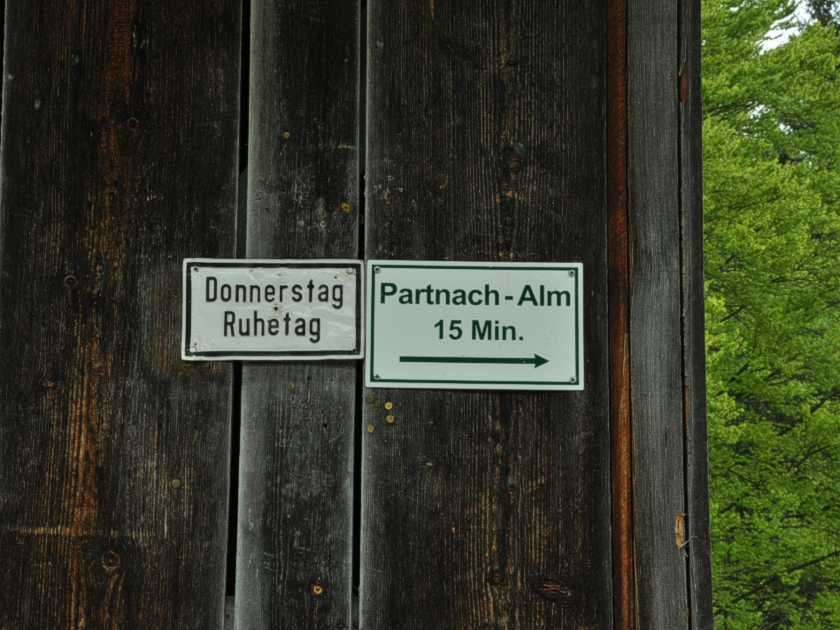 Donnerstag
Ruhetag
Partnach-Alm
15 Min.